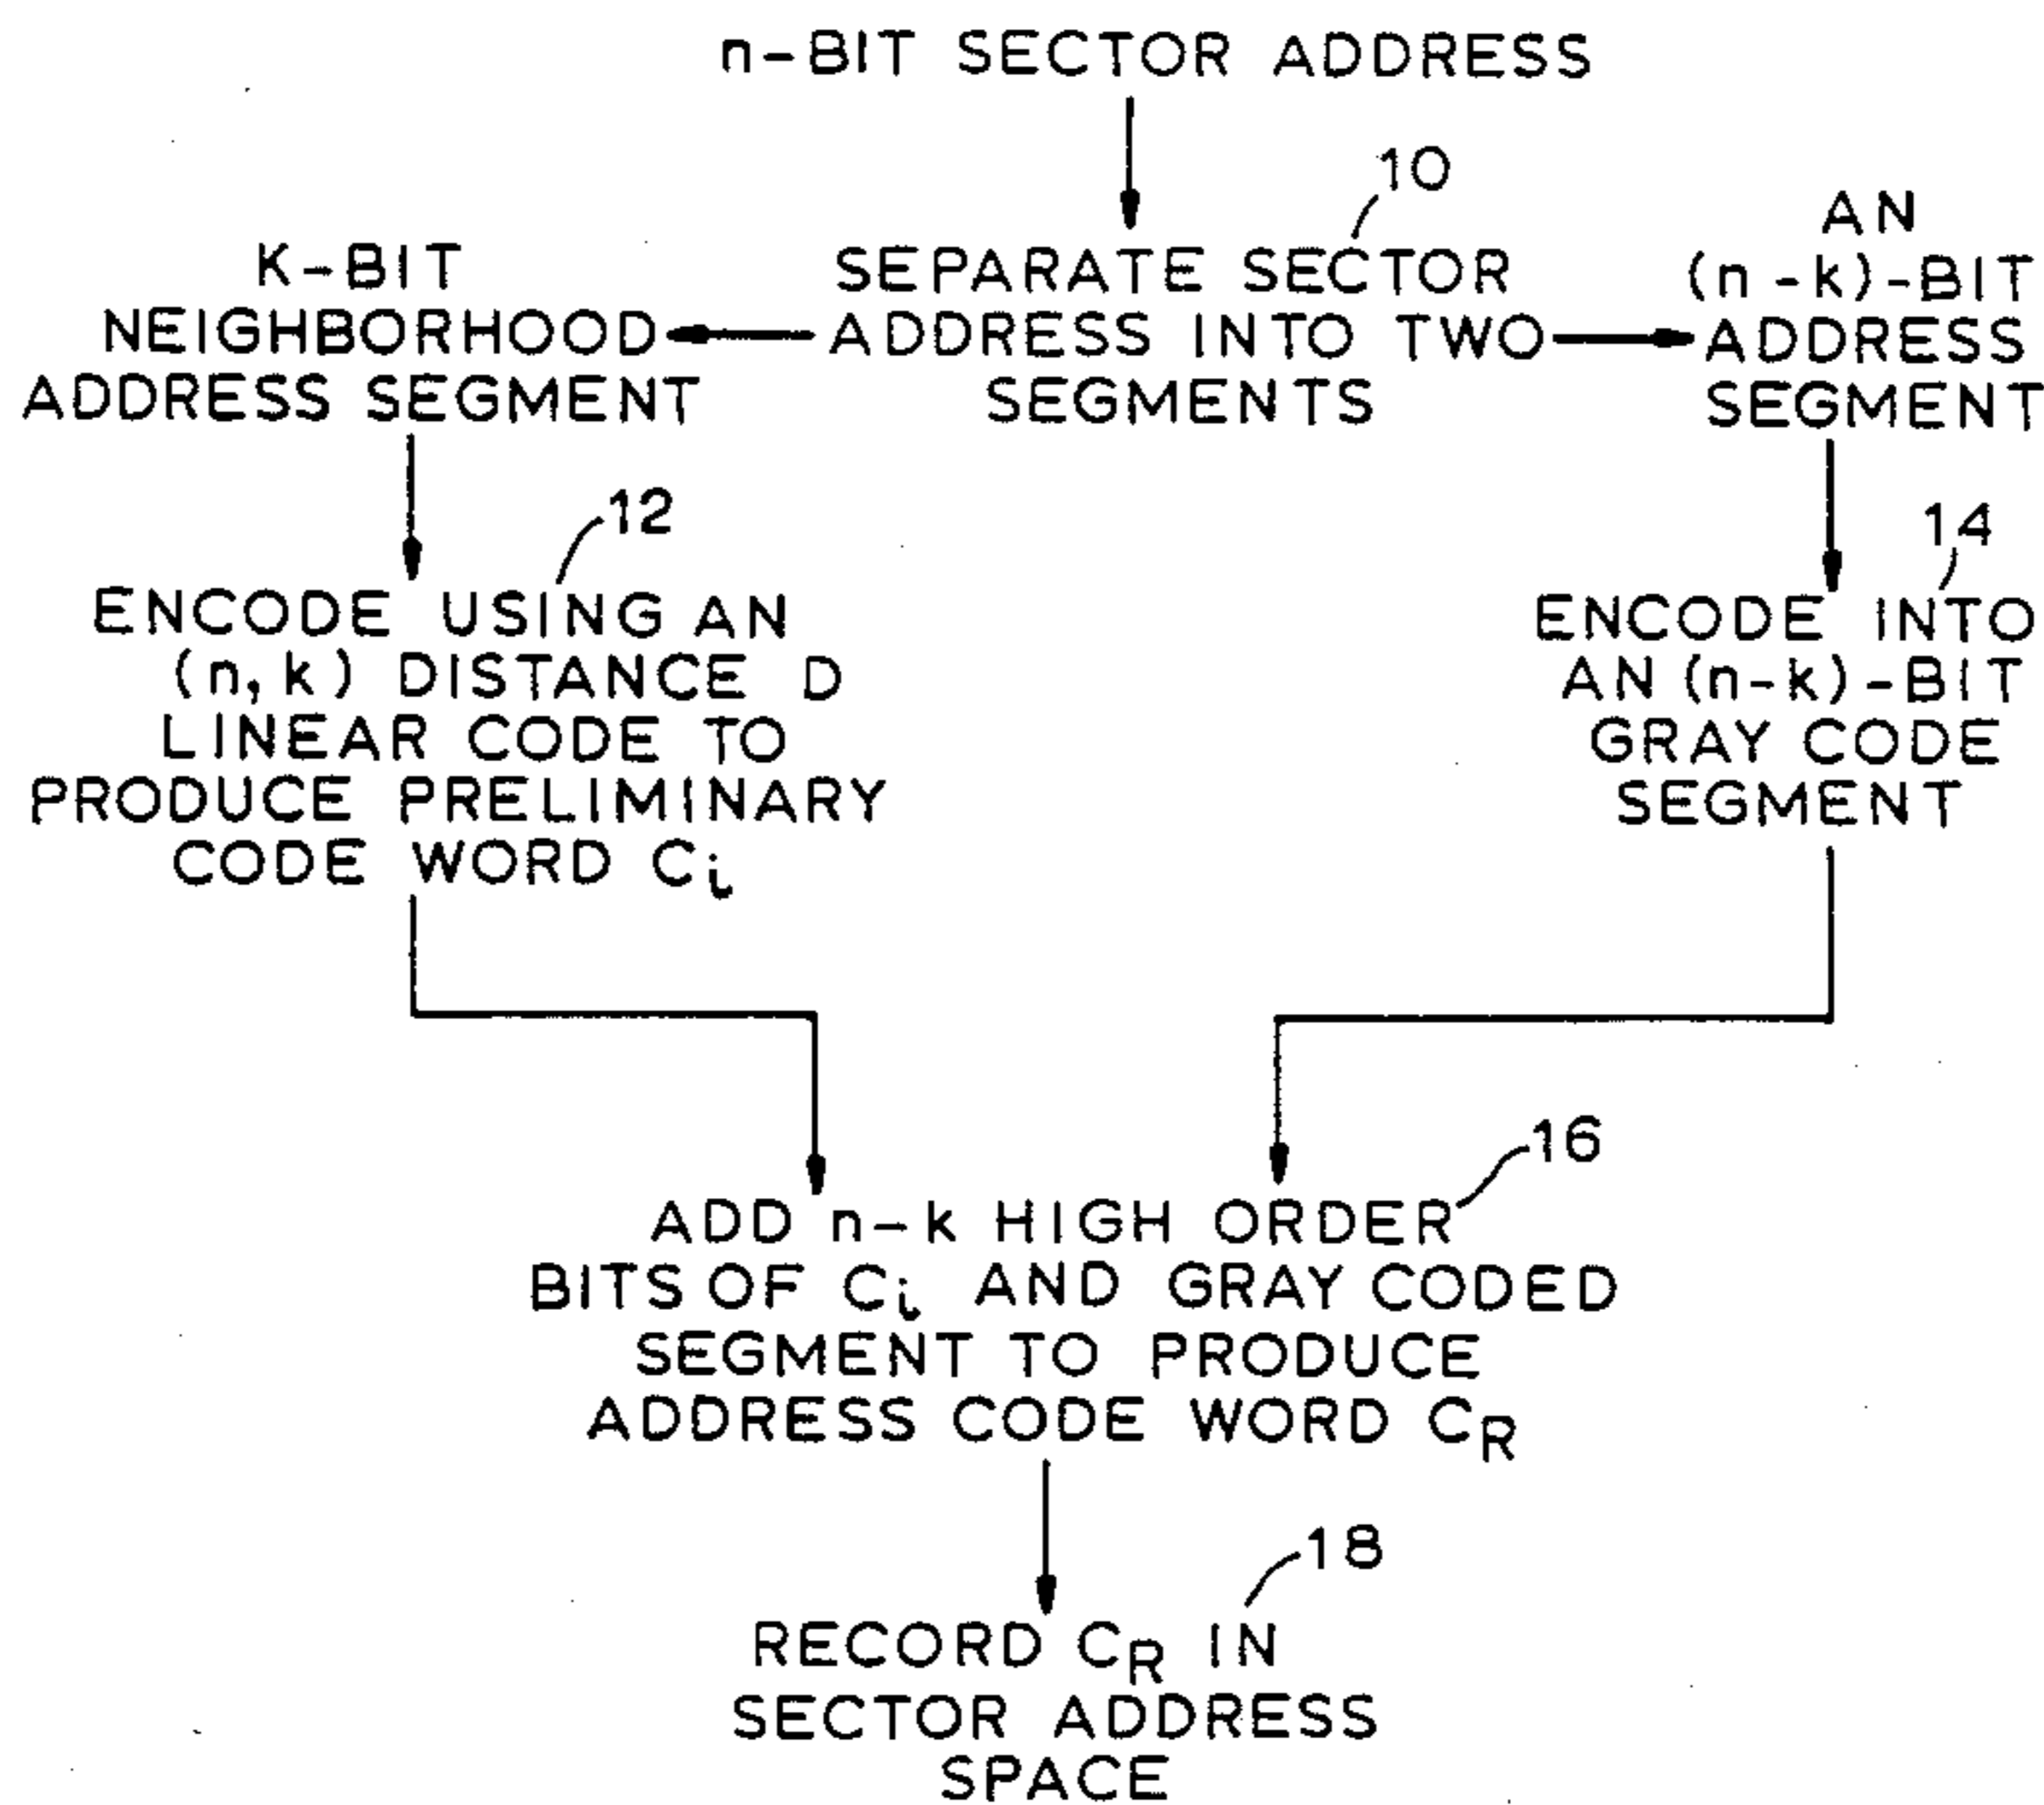 n-BIT SECTOR ADDRESS
10
K-BIT
NEIGHBORHOOD
ADDRESS SEGMENT
SEPARATE SECTOR
ADDRESS INTO TWO
SEGMENTS
AN
(n-k)-BIT
ADDRESS
SEGMENT
12
ENCODE USING AN
(n,k) DISTANCE D
LINEAR CODE TO
PRODUCE PRELIMINARY
CODE WORD Ci
14
ENCODE INTO
AN (n-k)-BIT
GRAY CODE
SEGMENT
16
ADD n-k HIGH ORDER
BITS OF Ci AND GRAY CODED
SEGMENT TO PRODUCE
ADDRESS CODE WORD CR
18
RECORD CR IN
SECTOR ADDRESS
SPACE